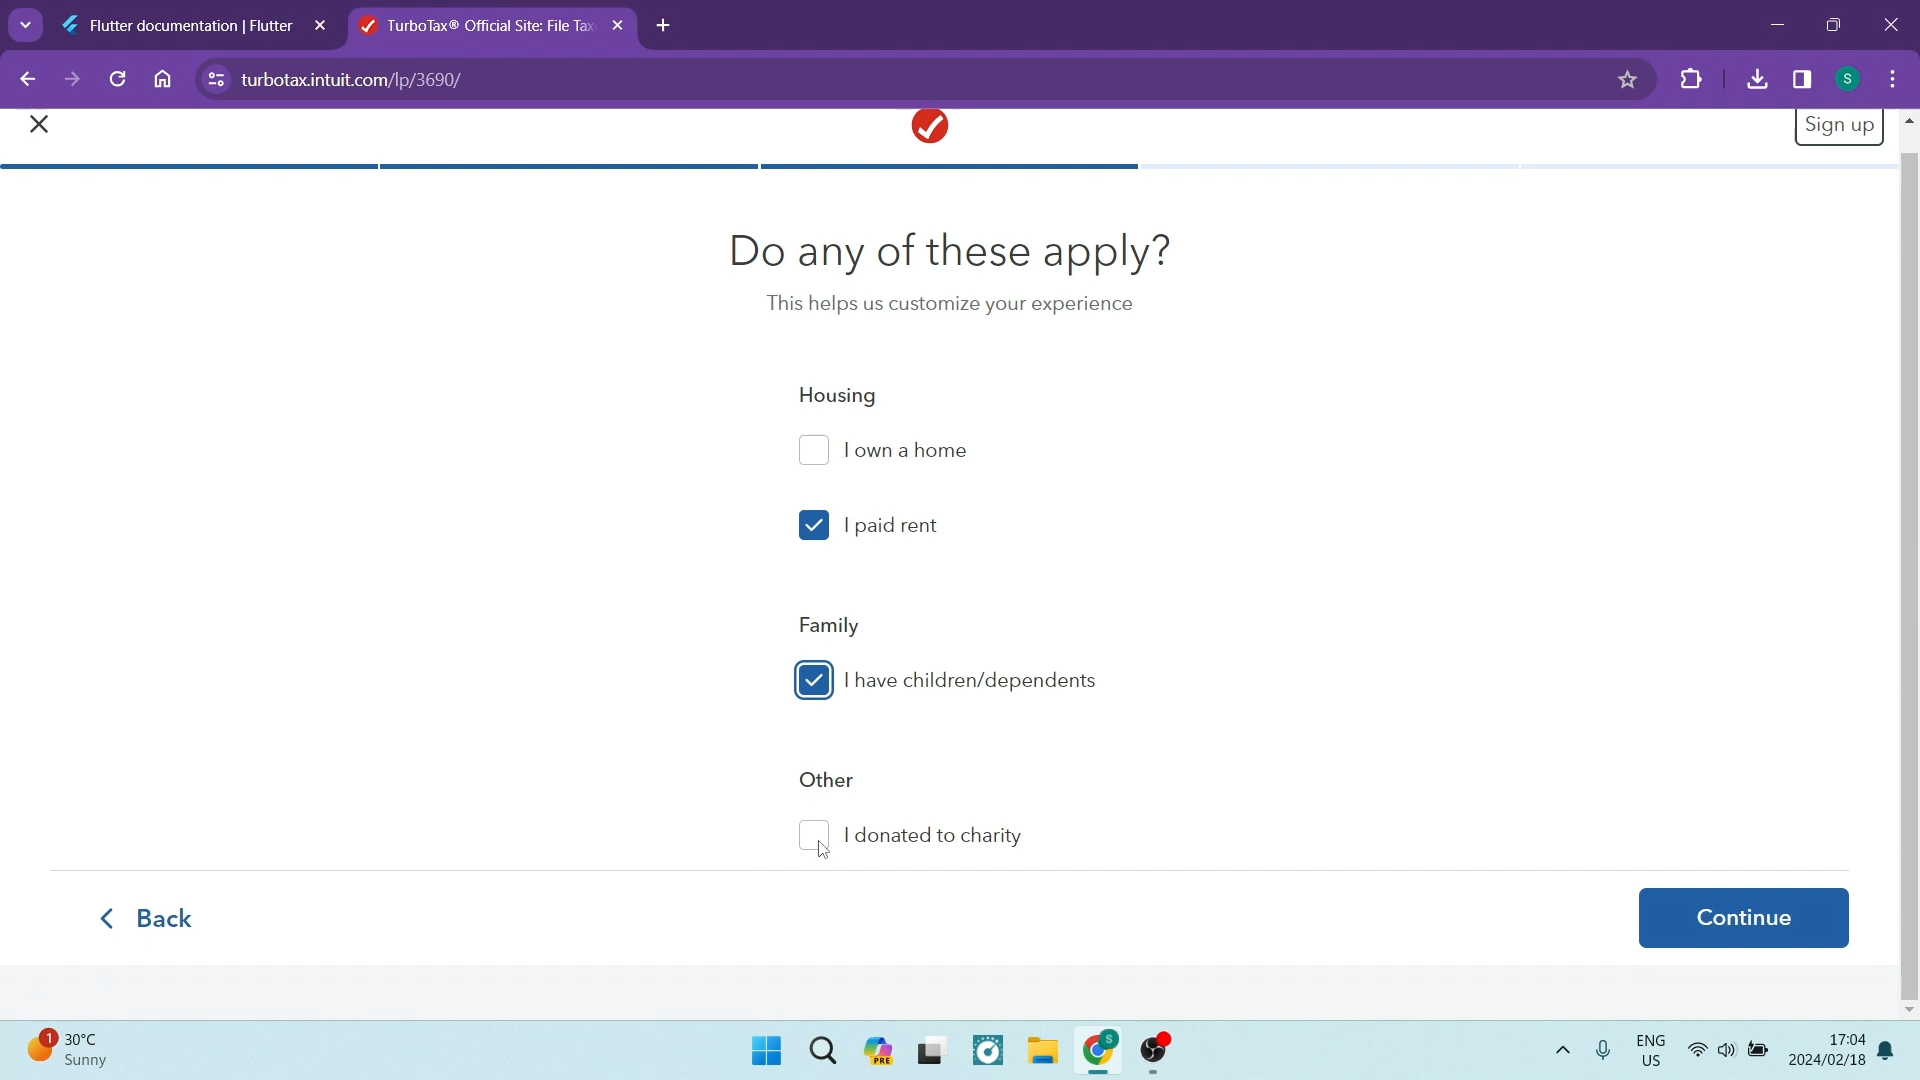 Flutter documentation | Flutter
TurboTax® Official Site: File Tax
turbotax.intuit.com/lp/3690/
S
Sign up
Do any of these apply?
This helps us customize your experience
Housing
I own a home
I paid rent
Family
I have children/dependents
Other
I donated to charity
Back
Continue
1
30°C
Sunny
PRE
S
ENG
US
17:04
2024/02/18